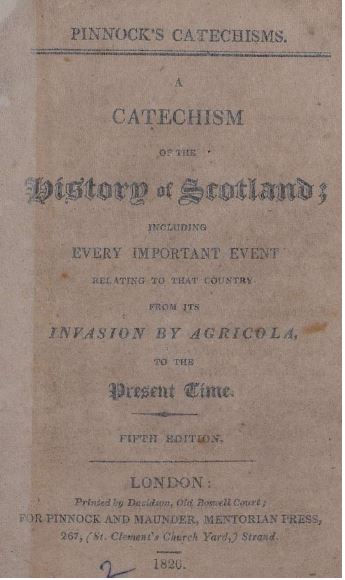 PINNOCK'S CATECHISMS.
A
CATECHISM
OF THE
History of Scotland;
INCLUDING
EVERY IMPORTANT EVENT
RELATING TO THAT COUNTRY
FROM ITS
INVASION BY AGRICOLA,
TO THE
Present Time.
FIFTH EDITION.
LONDON:
Printed by Davidson, Old Boswell Court;
FOR PINNOCK AND MAUNDER, MENTORIAN PRESS,
267, (St. Clement's Church Yard,) Strand.
1820.
2